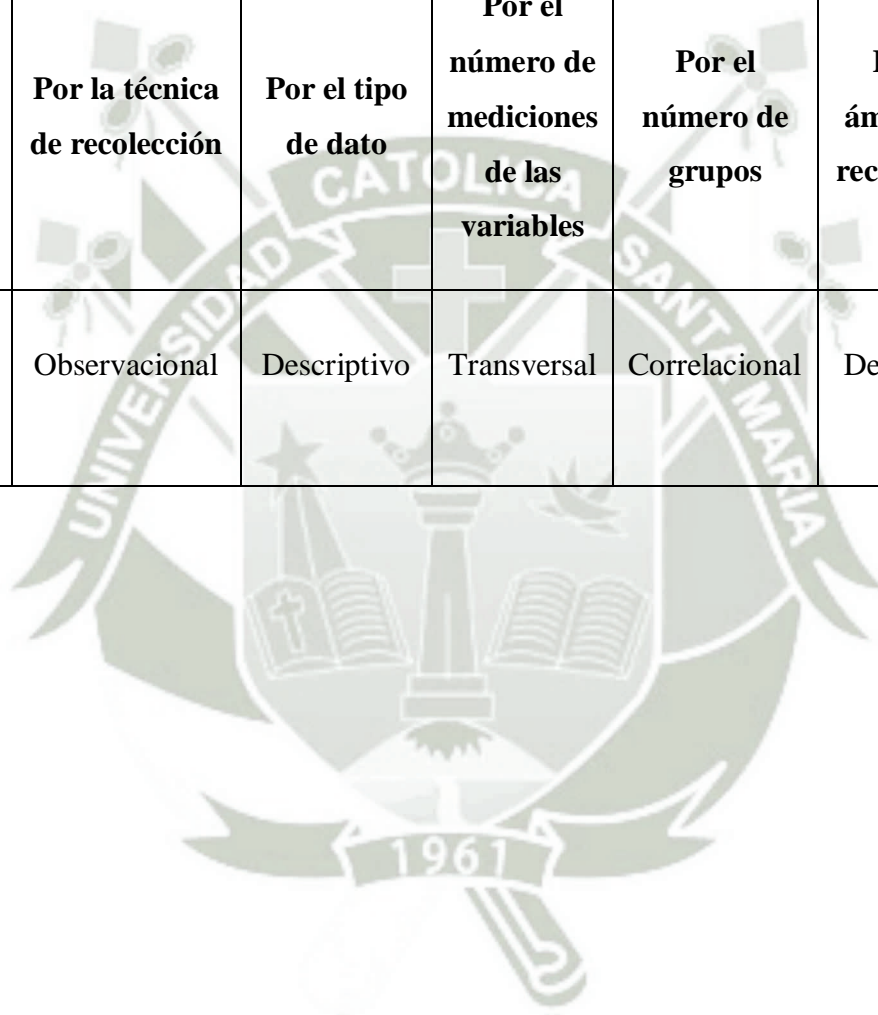 Por la técnica
de recolección
Por el tipo
de dato
Por el
número de
mediciones
de las
variables
Por el
número de
grupos
Observacional
Descriptivo
Transversal
Correlacional
UNIVERSIDAD CATOLICA SANTA MARIA
1961